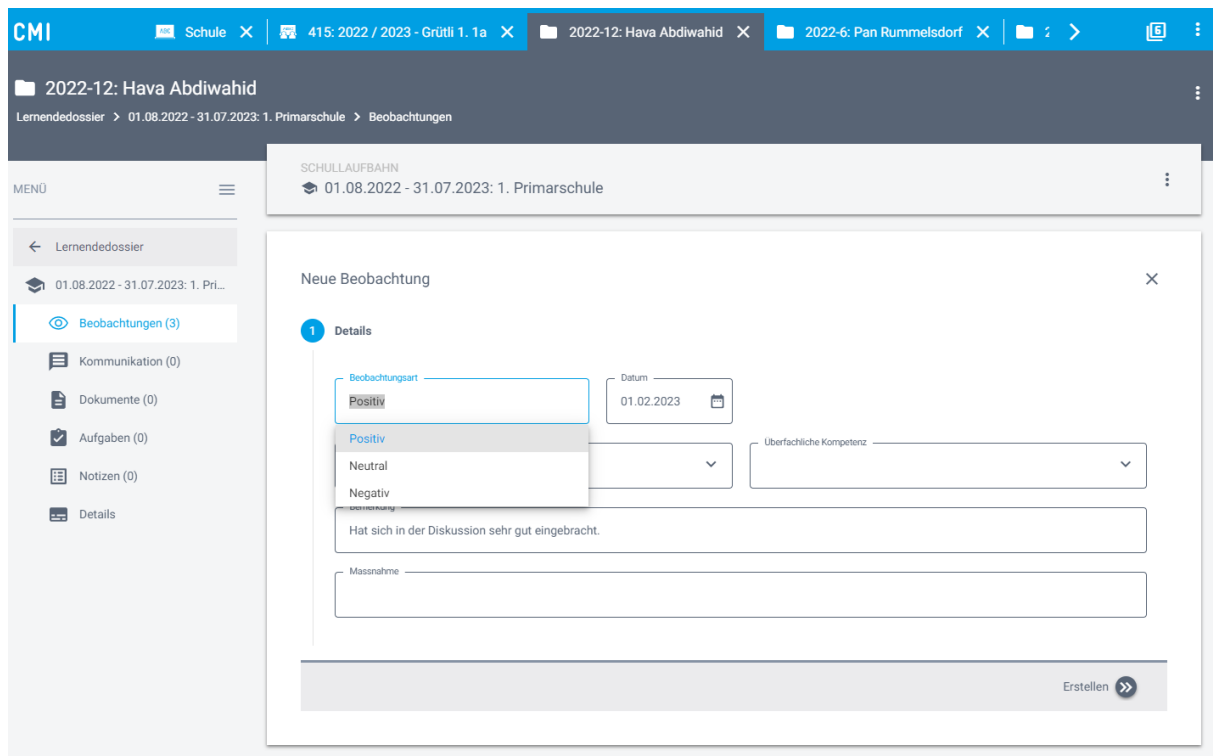 CMI
ABC Schule
415: 2022 / 2023 - Grütli 1. 1a
2022-12: Hava Abdiwahid
2022-6: Pan Rummelsdorf
6
2022-12: Hava Abdiwahid
Lernendedossier > 01.08.2022 - 31.07.2023: 1. Primarschule > Beobachtungen
MENÜ
Lernendedossier
01.08.2022 - 31.07.2023: 1. Pri...
Beobachtungen (3)
Kommunikation (0)
Dokumente (0)
Aufgaben (0)
Notizen (0)
Details
SCHULLAUFBAHN
01.08.2022 - 31.07.2023: 1. Primarschule
Neue Beobachtung
1 Details
Beobachtungsart
Positiv
Datum
01.02.2023
Positiv
Neutral
Negativ
Überfachliche Kompetenz
Bemerkung
Hat sich in der Diskussion sehr gut eingebracht.
Massnahme
Erstellen